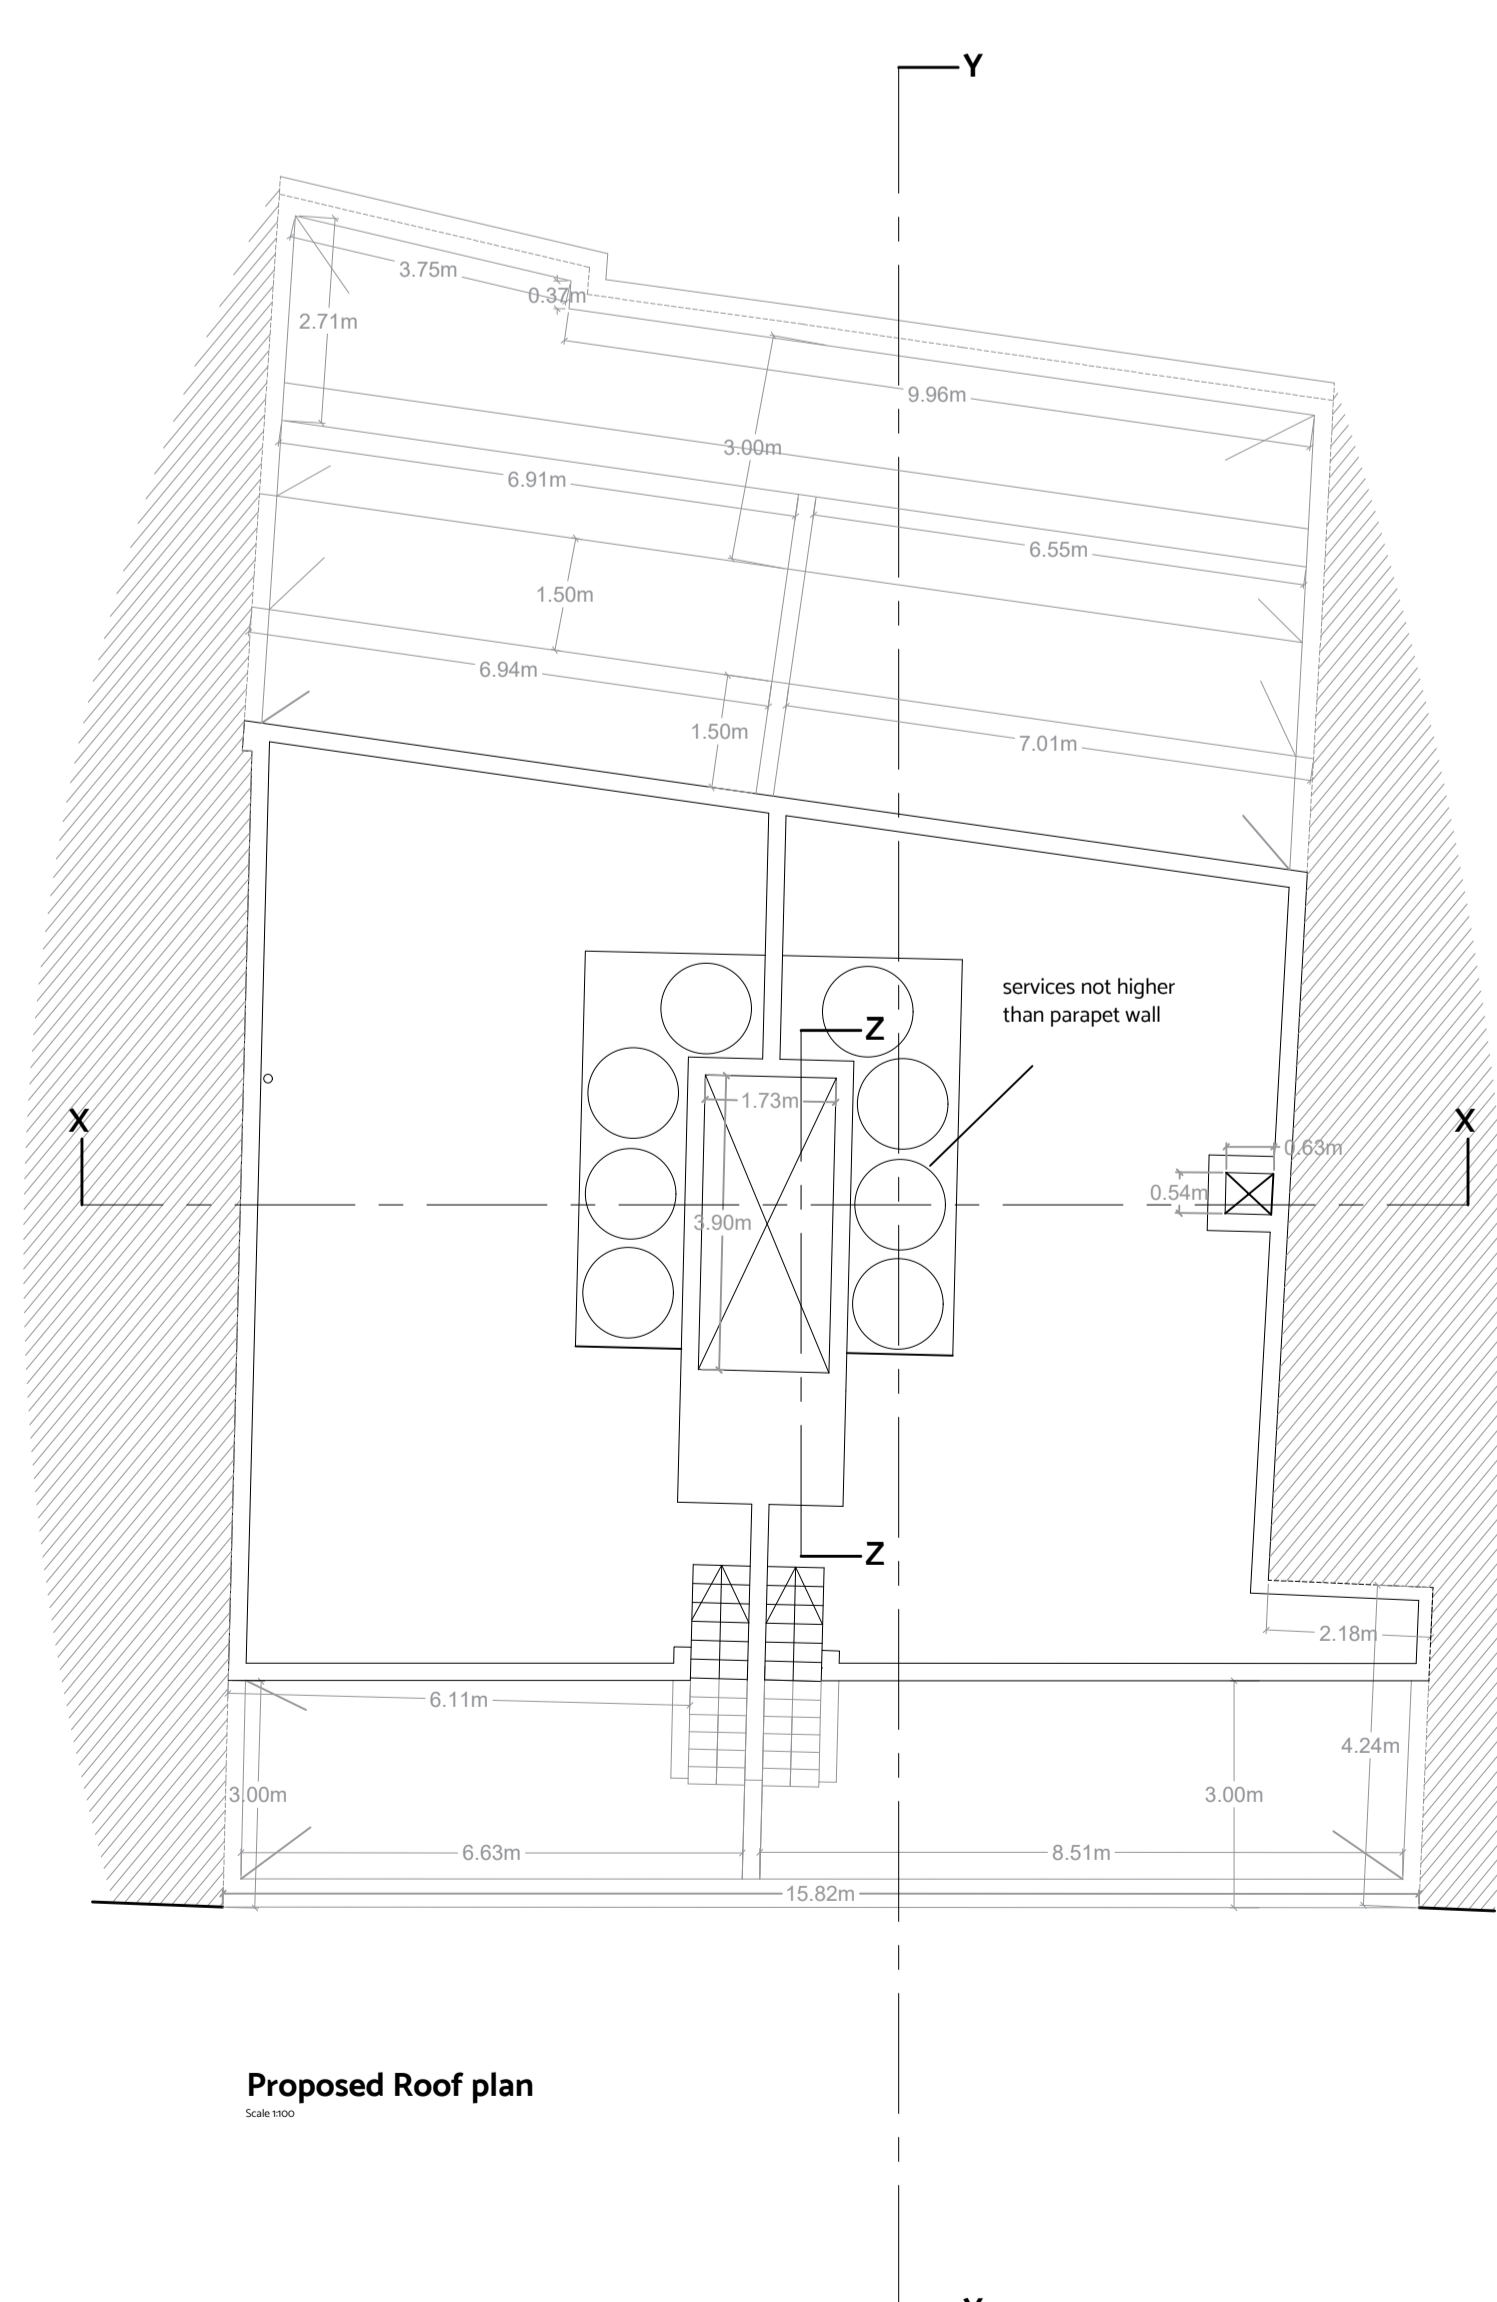 Y
3.75m
0.37m
2.71m
9.96m
3.00m
6.91m
6.55m
1.50m
6.94m
1.50m
7.01m
services not higher
than parapet wall
Z
1.73m
X
X
0.63m
0.54m
3.90m
Z
2.18m
6.11m
4.24m
3.00m
3.00m
6.63m
8.51m
15.82m
Proposed Roof plan
Scale 1:100